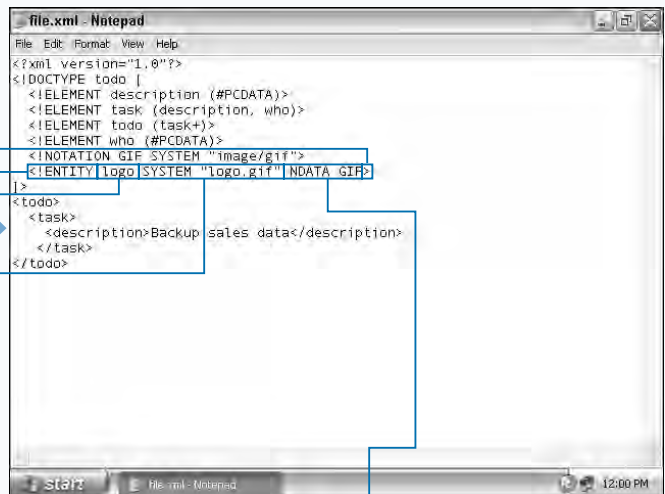 file.xml - Notepad
File Edit Format View Help
<?xml version="1.0"?>
<!DOCTYPE todo [
<!ELEMENT description (#PCDATA)>
<!ELEMENT task (description, who)>
<!ELEMENT todo (task+)>
<!ELEMENT who (#PCDATA)>
<!NOTATION GIF SYSTEM "image/gif">
<!ENTITY logo SYSTEM "logo.gif" NDATA GIF>
]>
<todo>
<task>
<description>Backup sales data</description>
</task>
</todo>
start
file.xml - Notepad
12:00 PM